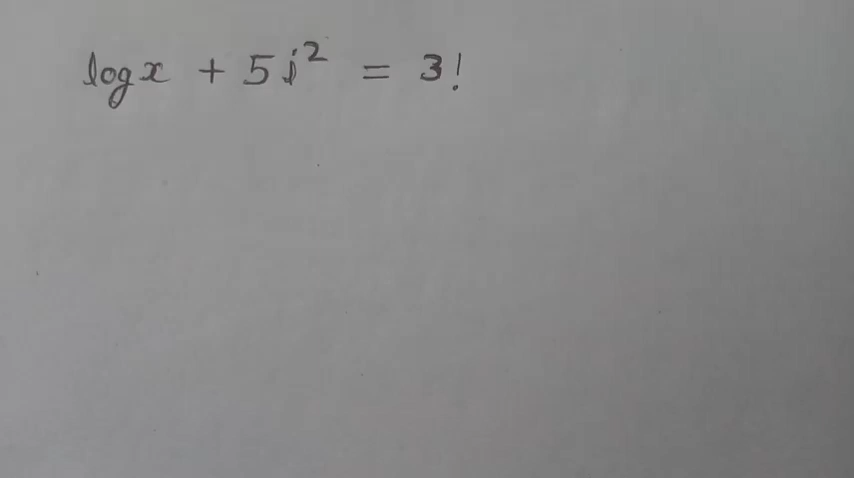 log x + 5i² = 3!